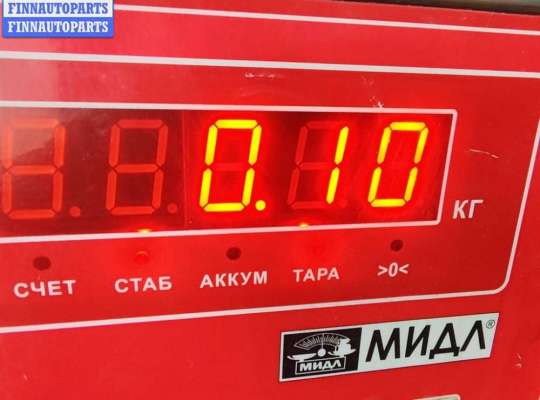 FINNAUTOPARTS
FINNAUTOPARTS
0.10
КГ
СЧЕТ СТАБ АККУМ ТАРА >0<
МИДЛ МИДЛ®